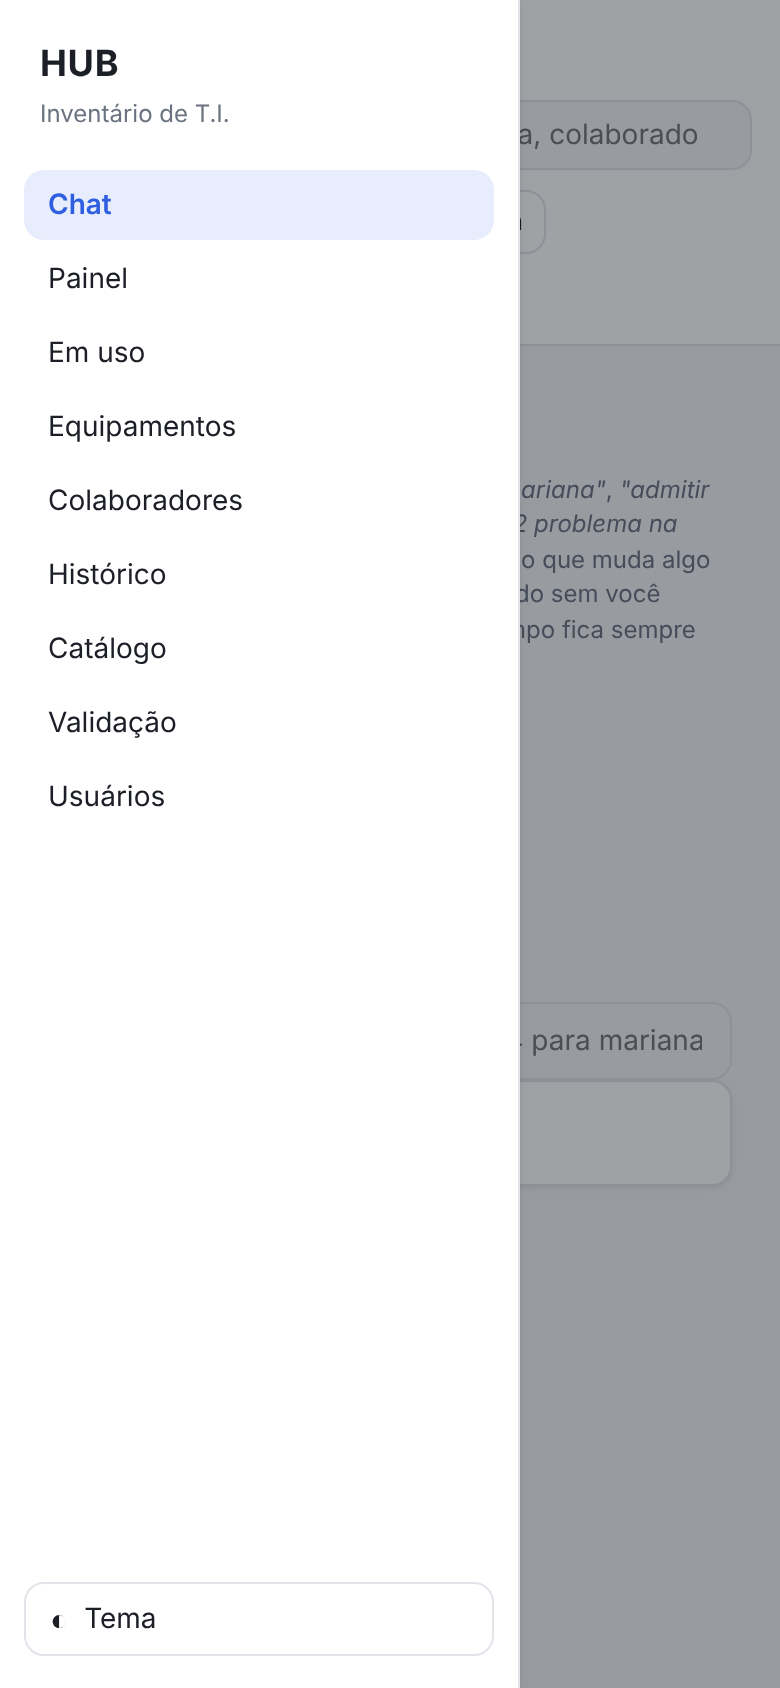 HUB
Inventário de T.I.
Chat
Painel
Em uso
Equipamentos
Colaboradores
Histórico
Catálogo
Validação
Usuários
Tema
a, colaborado
ariana", "admitir
2 problema na
o que muda algo
do sem você
fica sempre
para mariana